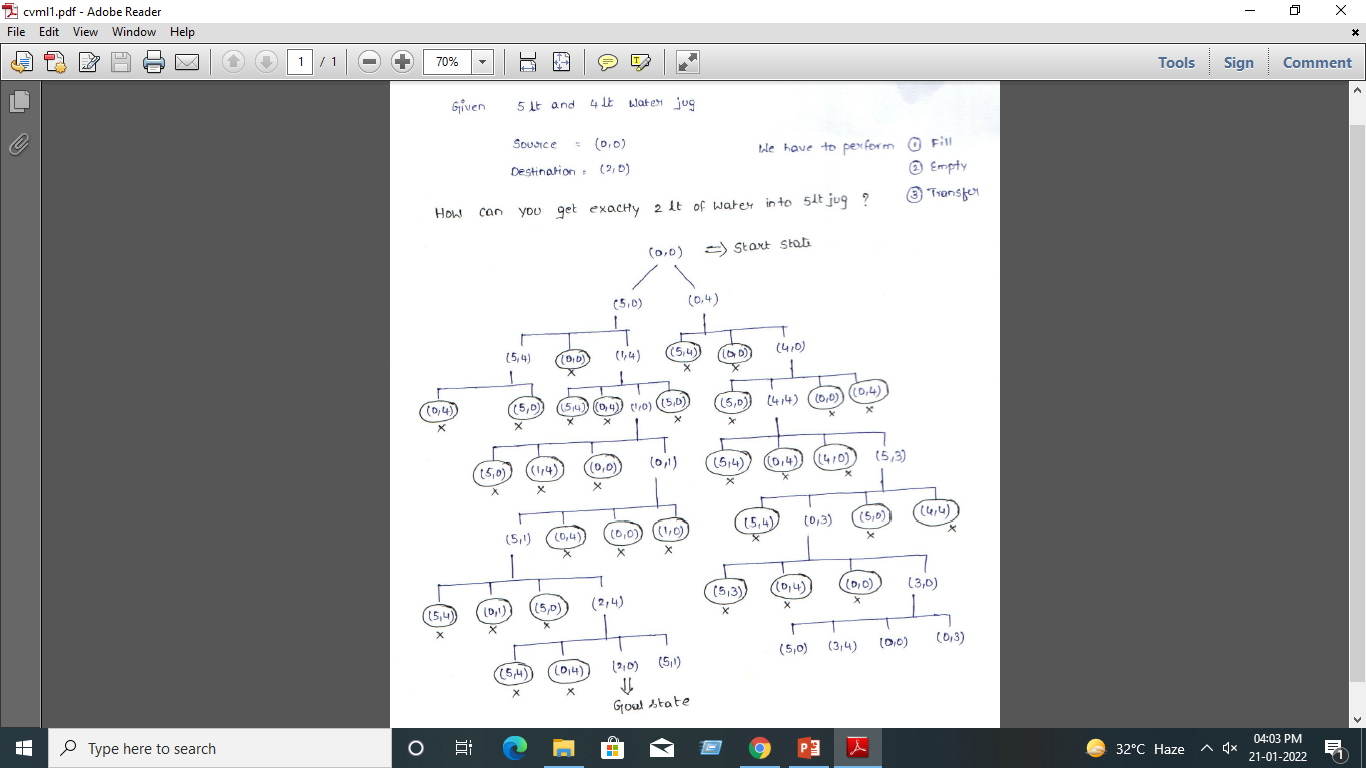 cvml1.pdf - Adobe Reader
File Edit View Window Help
1 / 1 70% Tools Sign Comment
Given 5 lt and 4 lt Water jug
Source = (0,0)
Destination = (2,0)
We have to perform ① Fill
② Empty
③ Transfer
How can you get exactly 2 lt of water into 5lt jug ?
(0,0) ⇒ Start state
(5,0) (0,4)
(5,4) (0,0) (1,4) (5,4) (0,0) (4,0)
x x x
(0,4) (5,0) (5,4) (0,4) (1,0) (5,0) (5,0) (4,4) (0,0) (0,4)
x x x x x x x x
(5,0) (1,4) (0,0) (0,1) (5,4) (0,4) (4,0) (5,3)
x x x x x x
(5,1) (0,4) (0,0) (1,0) (5,4) (0,3) (5,0) (4,4)
x x x x x x
(5,4) (0,1) (5,0) (2,4) (5,3) (0,4) (0,0) (3,0)
x x x x x x
(5,4) (0,4) (2,0) (5,1) (5,0) (3,4) (0,0) (0,3)
x x
⇓
Goal state
Type here to search
32°C Haze
04:03 PM
21-01-2022
1